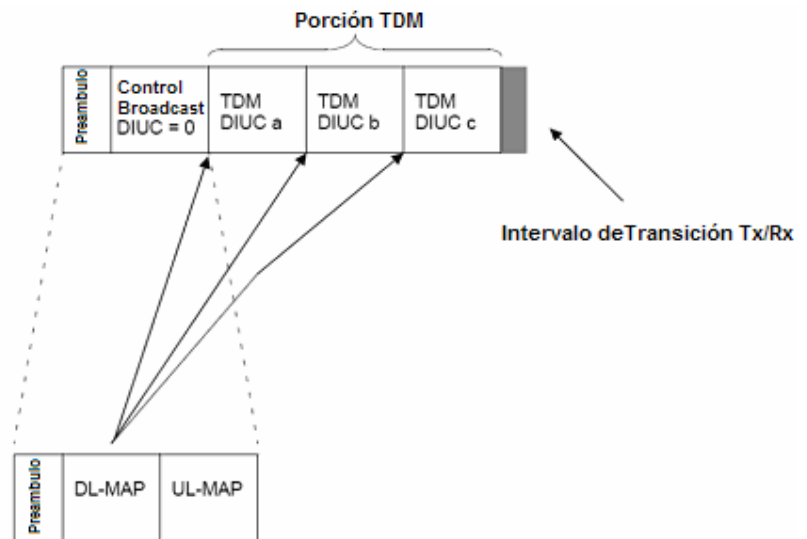 Porción TDM
Preambulo
Control
Broadcast
DIUC = 0
TDM
DIUC a
TDM
DIUC b
TDM
DIUC c
Intervalo deTransición Tx/Rx
Preambulo
DL-MAP
UL-MAP